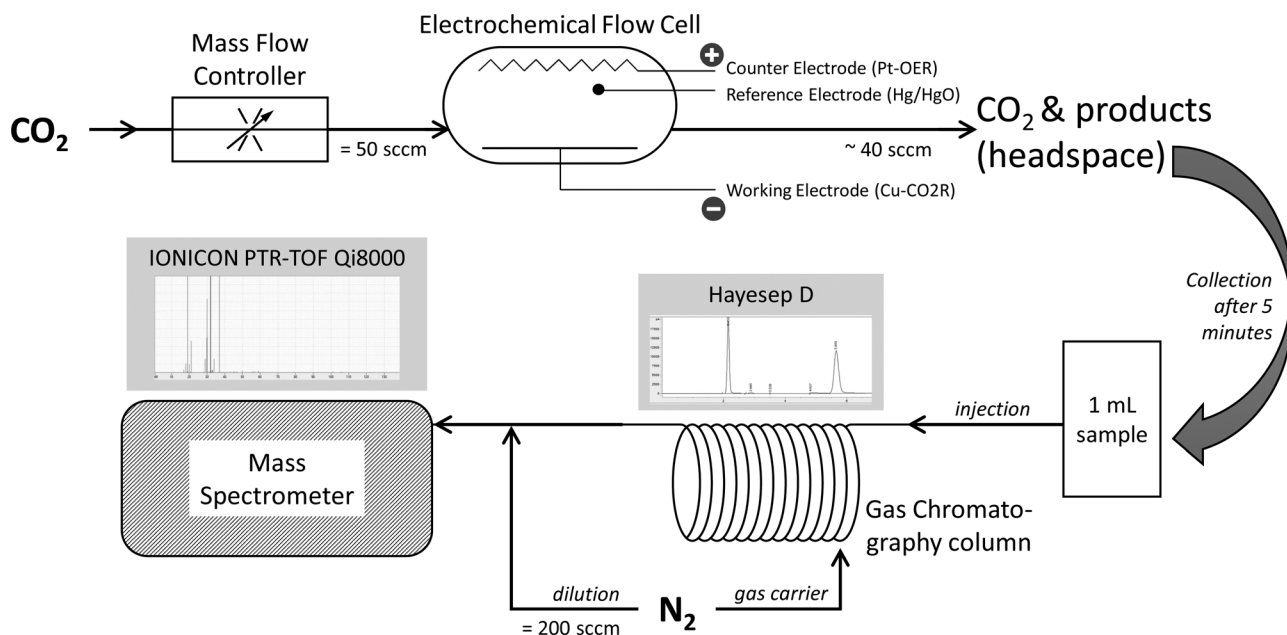 Electrochemical Flow Cell
Mass Flow
Controller
CO₂
= 50 sccm
+
Counter Electrode (Pt-OER)
Reference Electrode (Hg/HgO)
Working Electrode (Cu-CO2R)
−
~ 40 sccm
CO₂ & products
(headspace)
Collection
after 5
minutes
1 mL
sample
injection
Hayesep D
Gas Chromato-
graphy column
gas carrier
N₂
dilution
= 200 sccm
IONICON PTR-TOF Qi8000
Mass
Spectrometer